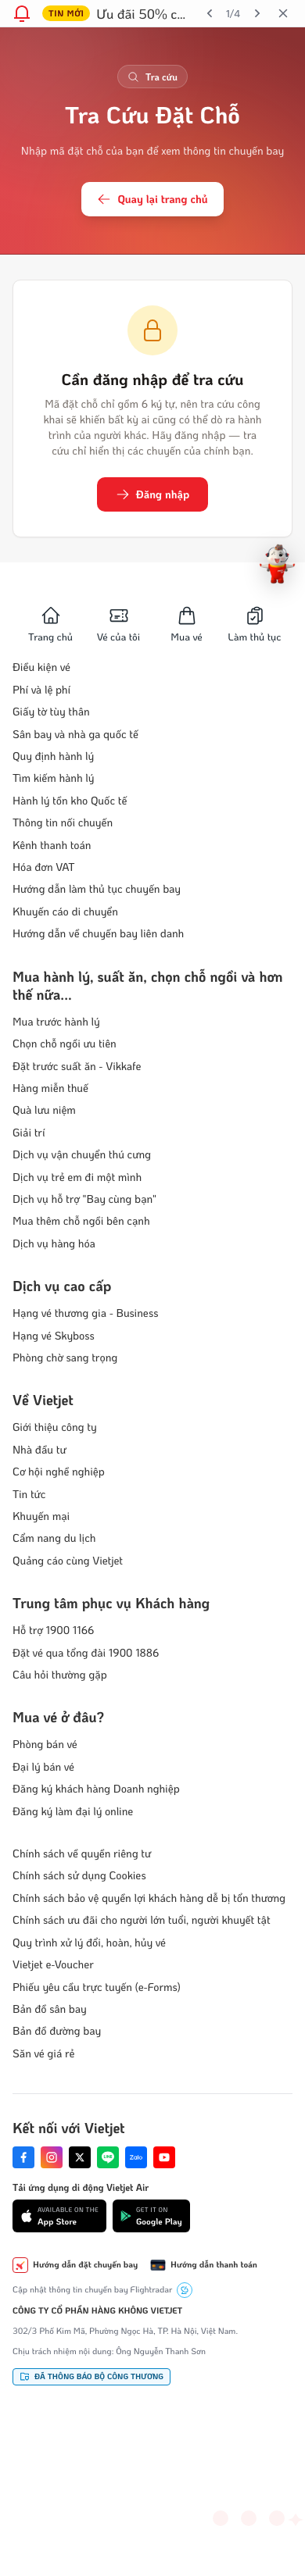 TIN MỚI Ưu đãi 50% c... 1/4
Tra cứu
Tra Cứu Đặt Chỗ
Nhập mã đặt chỗ của bạn để xem thông tin chuyến bay
Quay lại trang chủ
Cần đăng nhập để tra cứu
Mã đặt chỗ chỉ gồm 6 ký tự, nên tra cứu công
khai sẽ khiến bất kỳ ai cũng có thể dò ra hành
trình của người khác. Hãy đăng nhập — tra
cứu chỉ hiển thị các chuyến của chính bạn.
Đăng nhập
Trang chủ Vé của tôi Mua vé Làm thủ tục
Điều kiện vé
Phí và lệ phí
Giấy tờ tùy thân
Sân bay và nhà ga quốc tế
Quy định hành lý
Tìm kiếm hành lý
Hành lý tồn kho Quốc tế
Thông tin nối chuyến
Kênh thanh toán
Hóa đơn VAT
Hướng dẫn làm thủ tục chuyến bay
Khuyến cáo di chuyển
Hướng dẫn về chuyến bay liên danh
Mua hành lý, suất ăn, chọn chỗ ngồi và hơn
thế nữa...
Mua trước hành lý
Chọn chỗ ngồi ưu tiên
Đặt trước suất ăn - Vikkafe
Hàng miễn thuế
Quà lưu niệm
Giải trí
Dịch vụ vận chuyển thú cưng
Dịch vụ trẻ em đi một mình
Dịch vụ hỗ trợ "Bay cùng bạn"
Mua thêm chỗ ngồi bên cạnh
Dịch vụ hàng hóa
Dịch vụ cao cấp
Hạng vé thương gia - Business
Hạng vé Skyboss
Phòng chờ sang trọng
Về Vietjet
Giới thiệu công ty
Nhà đầu tư
Cơ hội nghề nghiệp
Tin tức
Khuyến mại
Cẩm nang du lịch
Quảng cáo cùng Vietjet
Trung tâm phục vụ Khách hàng
Hỗ trợ 1900 1166
Đặt vé qua tổng đài 1900 1886
Câu hỏi thường gặp
Mua vé ở đâu?
Phòng bán vé
Đại lý bán vé
Đăng ký khách hàng Doanh nghiệp
Đăng ký làm đại lý online
Chính sách về quyền riêng tư
Chính sách sử dụng Cookies
Chính sách bảo vệ quyền lợi khách hàng dễ bị tổn thương
Chính sách ưu đãi cho người lớn tuổi, người khuyết tật
Quy trình xử lý đổi, hoàn, hủy vé
Vietjet e-Voucher
Phiếu yêu cầu trực tuyến (e-Forms)
Bản đồ sân bay
Bản đồ đường bay
Săn vé giá rẻ
Kết nối với Vietjet
Zalo
Tải ứng dụng di động Vietjet Air
AVAILABLE ON THE GET IT ON
App Store Google Play
Hướng dẫn đặt chuyến bay Hướng dẫn thanh toán
Cập nhật thông tin chuyến bay Flightradar
CÔNG TY CỔ PHẦN HÀNG KHÔNG VIETJET
302/3 Phố Kim Mã, Phường Ngọc Hà, TP. Hà Nội, Việt Nam.
Chịu trách nhiệm nội dung: Ông Nguyễn Thanh Sơn
ĐÃ THÔNG BÁO BỘ CÔNG THƯƠNG